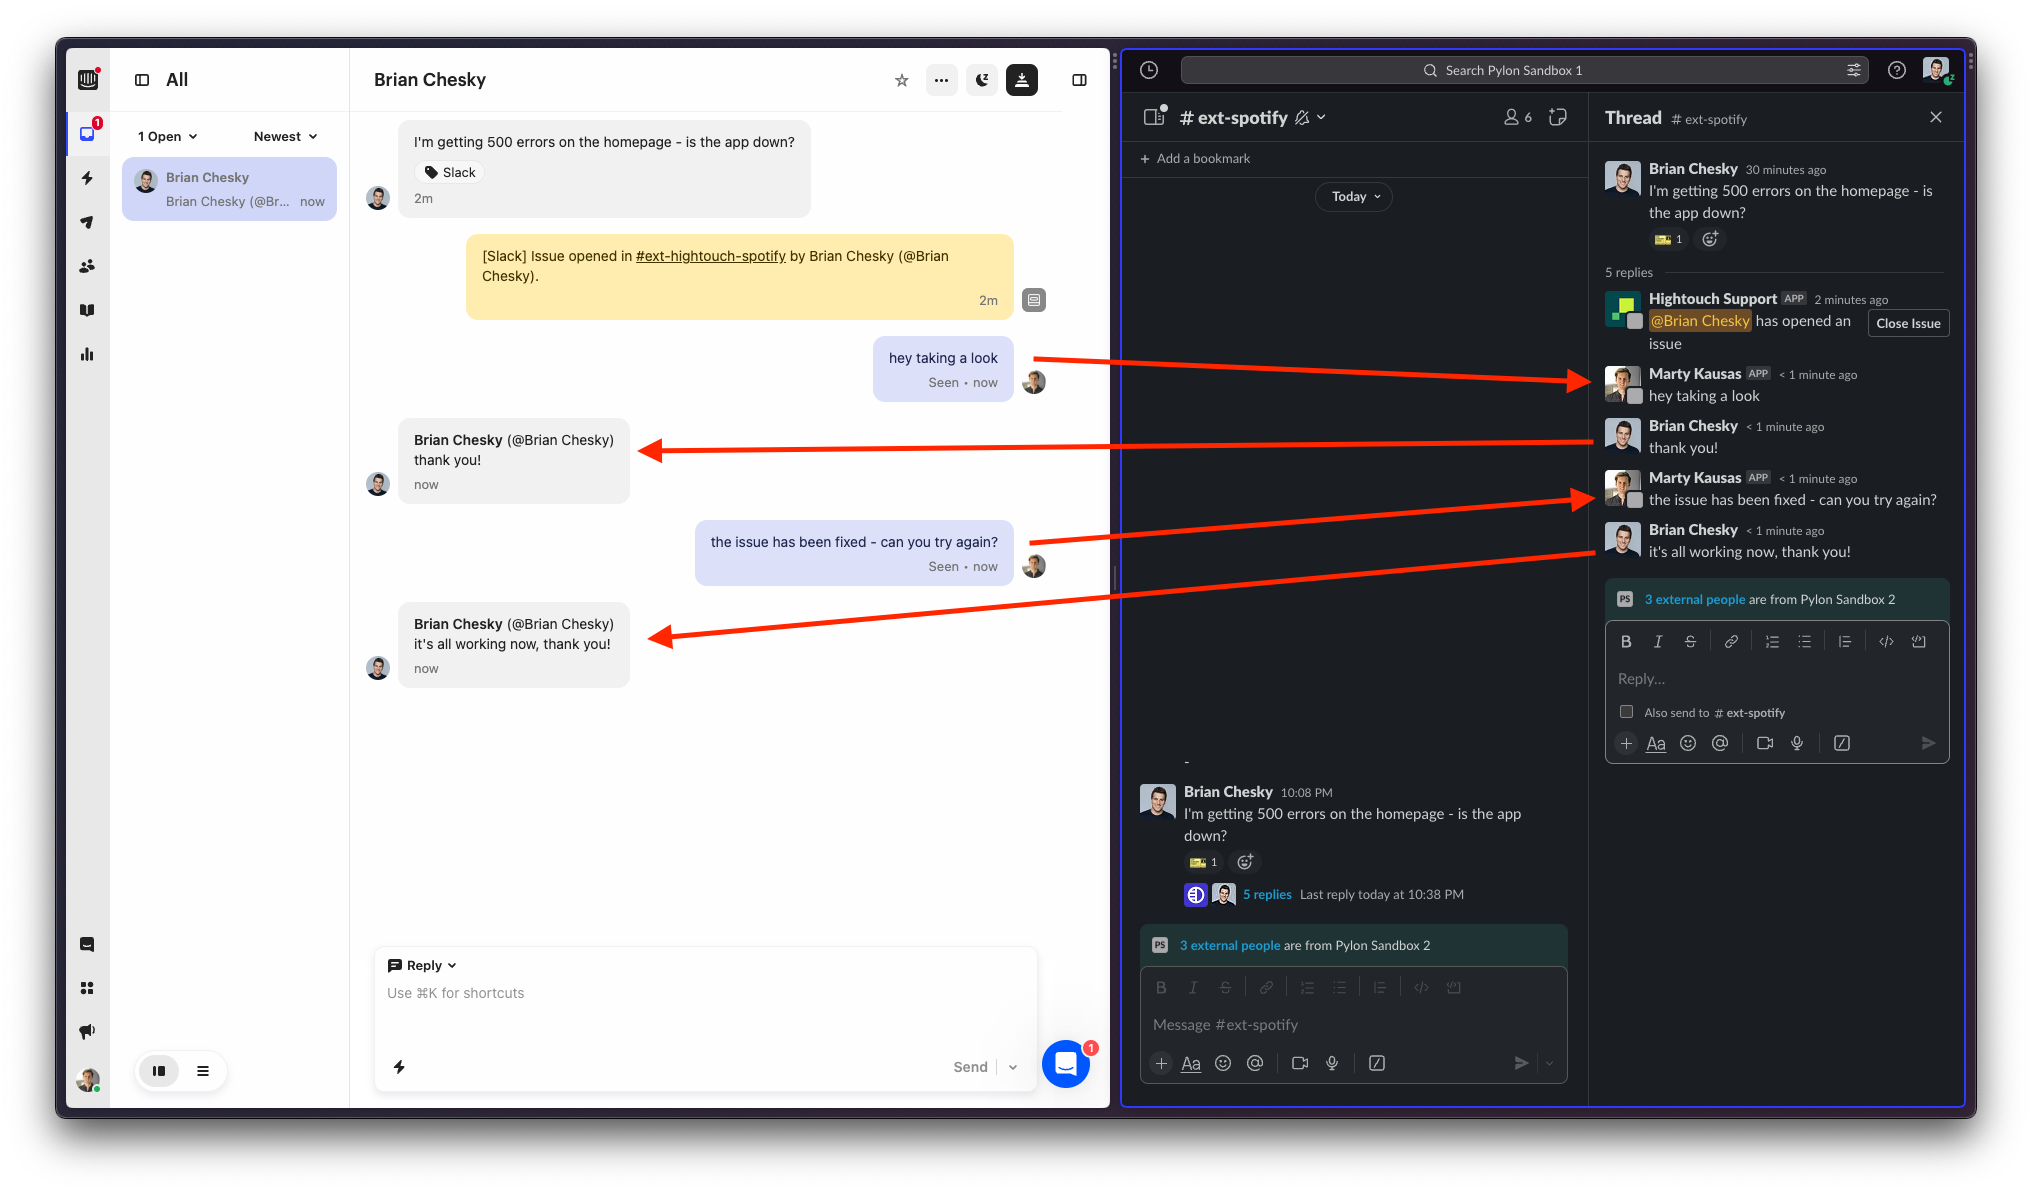 1
All
1 Open
Newest
Brian Chesky
Brian Chesky (@Br...
now
Brian Chesky
I'm getting 500 errors on the homepage - is the app down?
Slack
2m
[Slack] Issue opened in #ext-hightouch-spotify by Brian Chesky (@Brian
Chesky).
2m
hey taking a look
Seen • now
Brian Chesky (@Brian Chesky)
thank you!
now
the issue has been fixed - can you try again?
Seen • now
Brian Chesky (@Brian Chesky)
it's all working now, thank you!
now
Reply
Use ⌘K for shortcuts
Send
1
Search Pylon Sandbox 1
# ext-spotify
6
+ Add a bookmark
Today
-
Brian Chesky 10:08 PM
I'm getting 500 errors on the homepage - is the app
down?
1
5 replies Last reply today at 10:38 PM
PS 3 external people are from Pylon Sandbox 2
B I S
Message #ext-spotify
+ Aa @
Thread # ext-spotify
Brian Chesky 30 minutes ago
I'm getting 500 errors on the homepage - is
the app down?
1
5 replies
Hightouch Support APP 2 minutes ago
@Brian Chesky has opened an
issue
Close Issue
Marty Kausas APP < 1 minute ago
hey taking a look
Brian Chesky < 1 minute ago
thank you!
Marty Kausas APP < 1 minute ago
the issue has been fixed - can you try again?
Brian Chesky < 1 minute ago
it's all working now, thank you!
PS 3 external people are from Pylon Sandbox 2
B I S
Reply...
Also send to # ext-spotify
+ Aa @